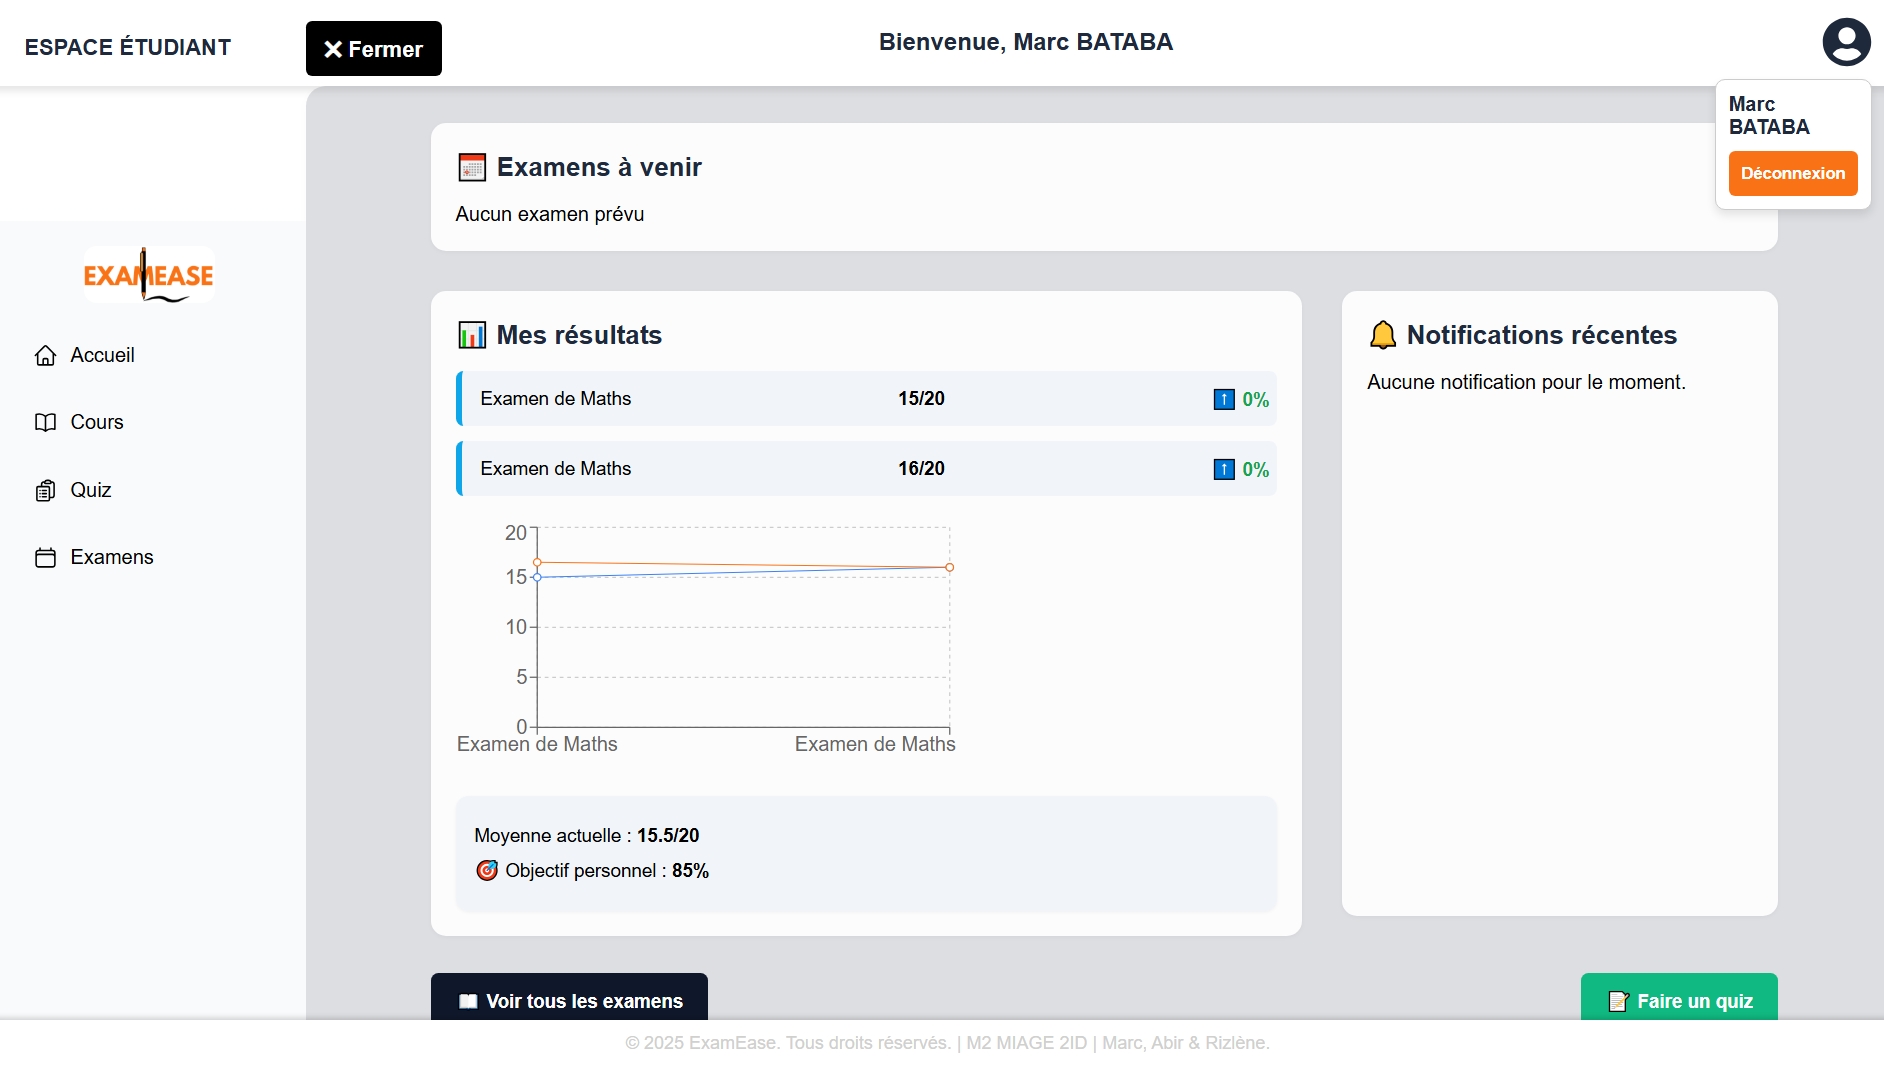 ESPACE ÉTUDIANT
Fermer
Bienvenue, Marc BATABA
Marc
BATABA
Déconnexion
EXAMEASE
Accueil
Cours
Quiz
Examens
Examens à venir
Aucun examen prévu
Mes résultats
Examen de Maths 15/20 0%
Examen de Maths 16/20 0%
20
15
10
5
0
Examen de Maths Examen de Maths
Moyenne actuelle : 15.5/20
Objectif personnel : 85%
Notifications récentes
Aucune notification pour le moment.
Voir tous les examens
Faire un quiz
© 2025 ExamEase. Tous droits réservés. | M2 MIAGE 2ID | Marc, Abir & Rizlène.